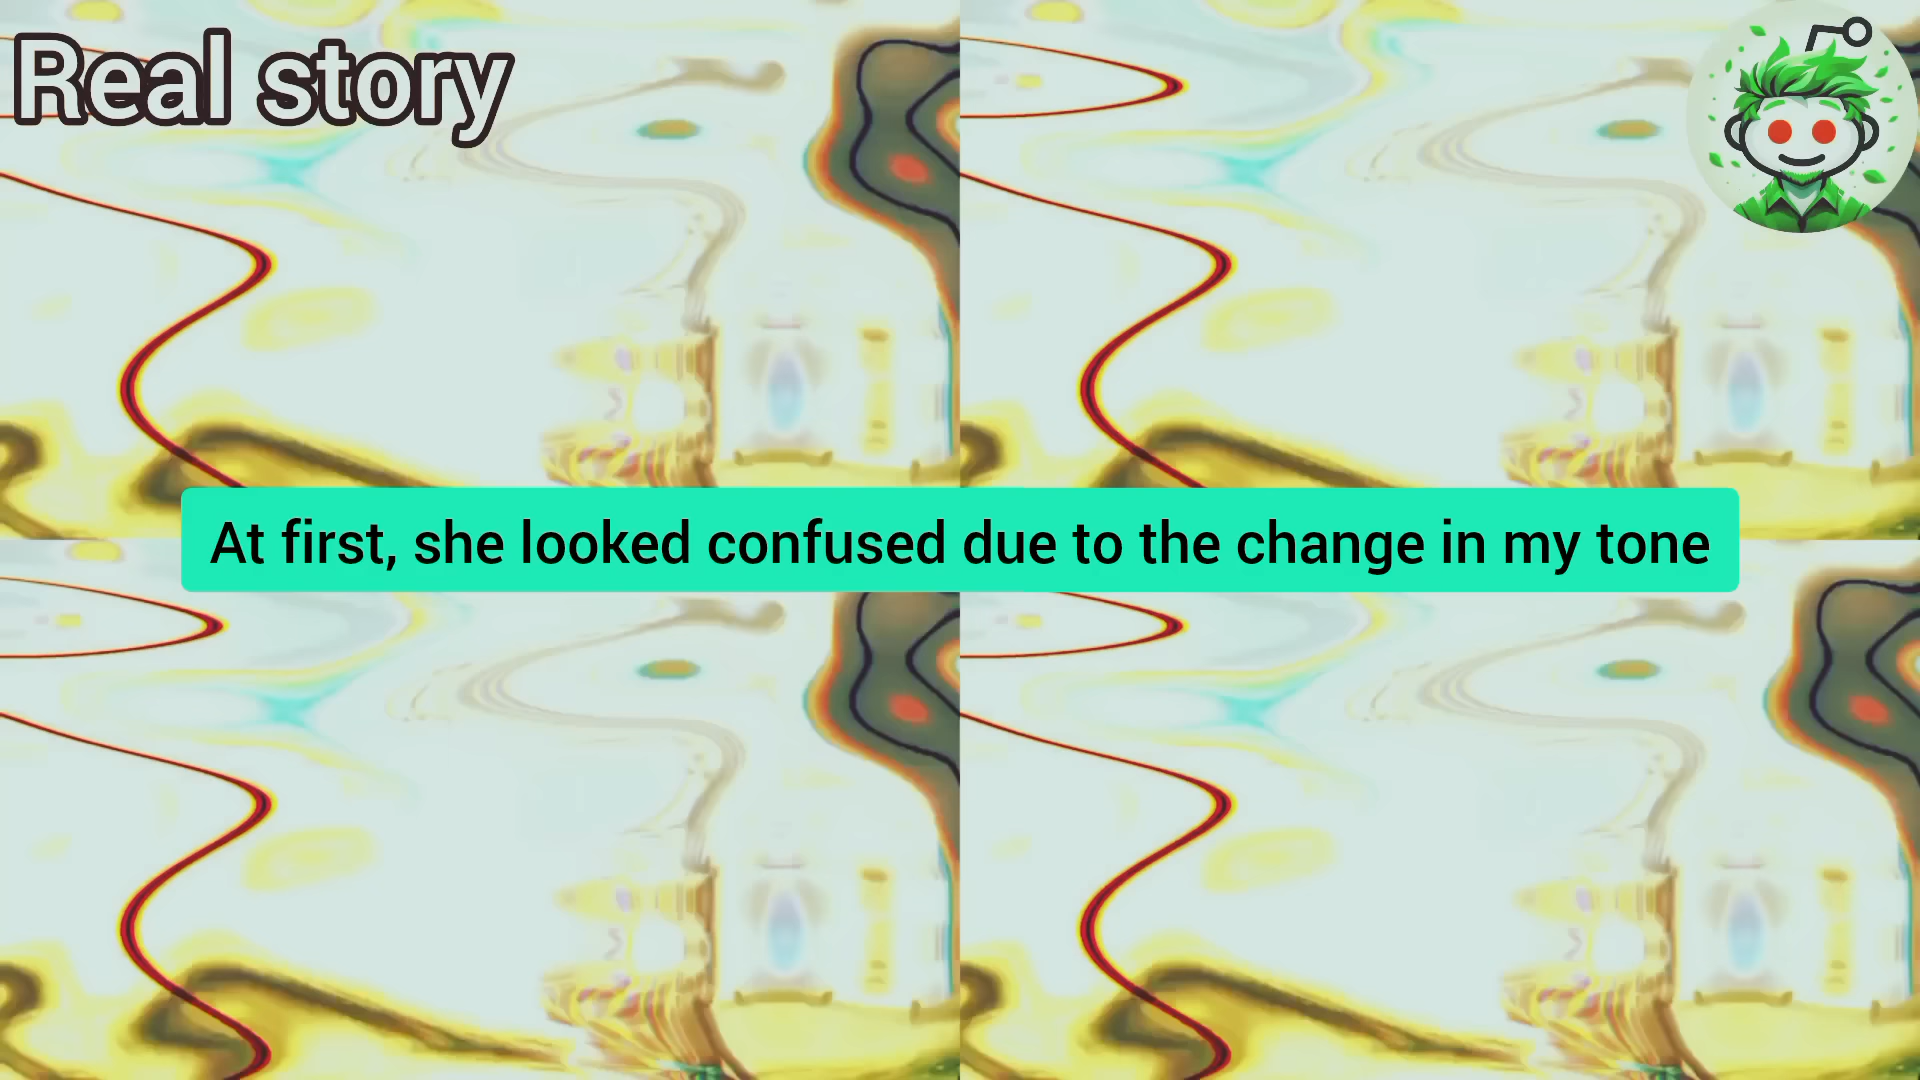 Real story
At first, she looked confused due to the change in my tone